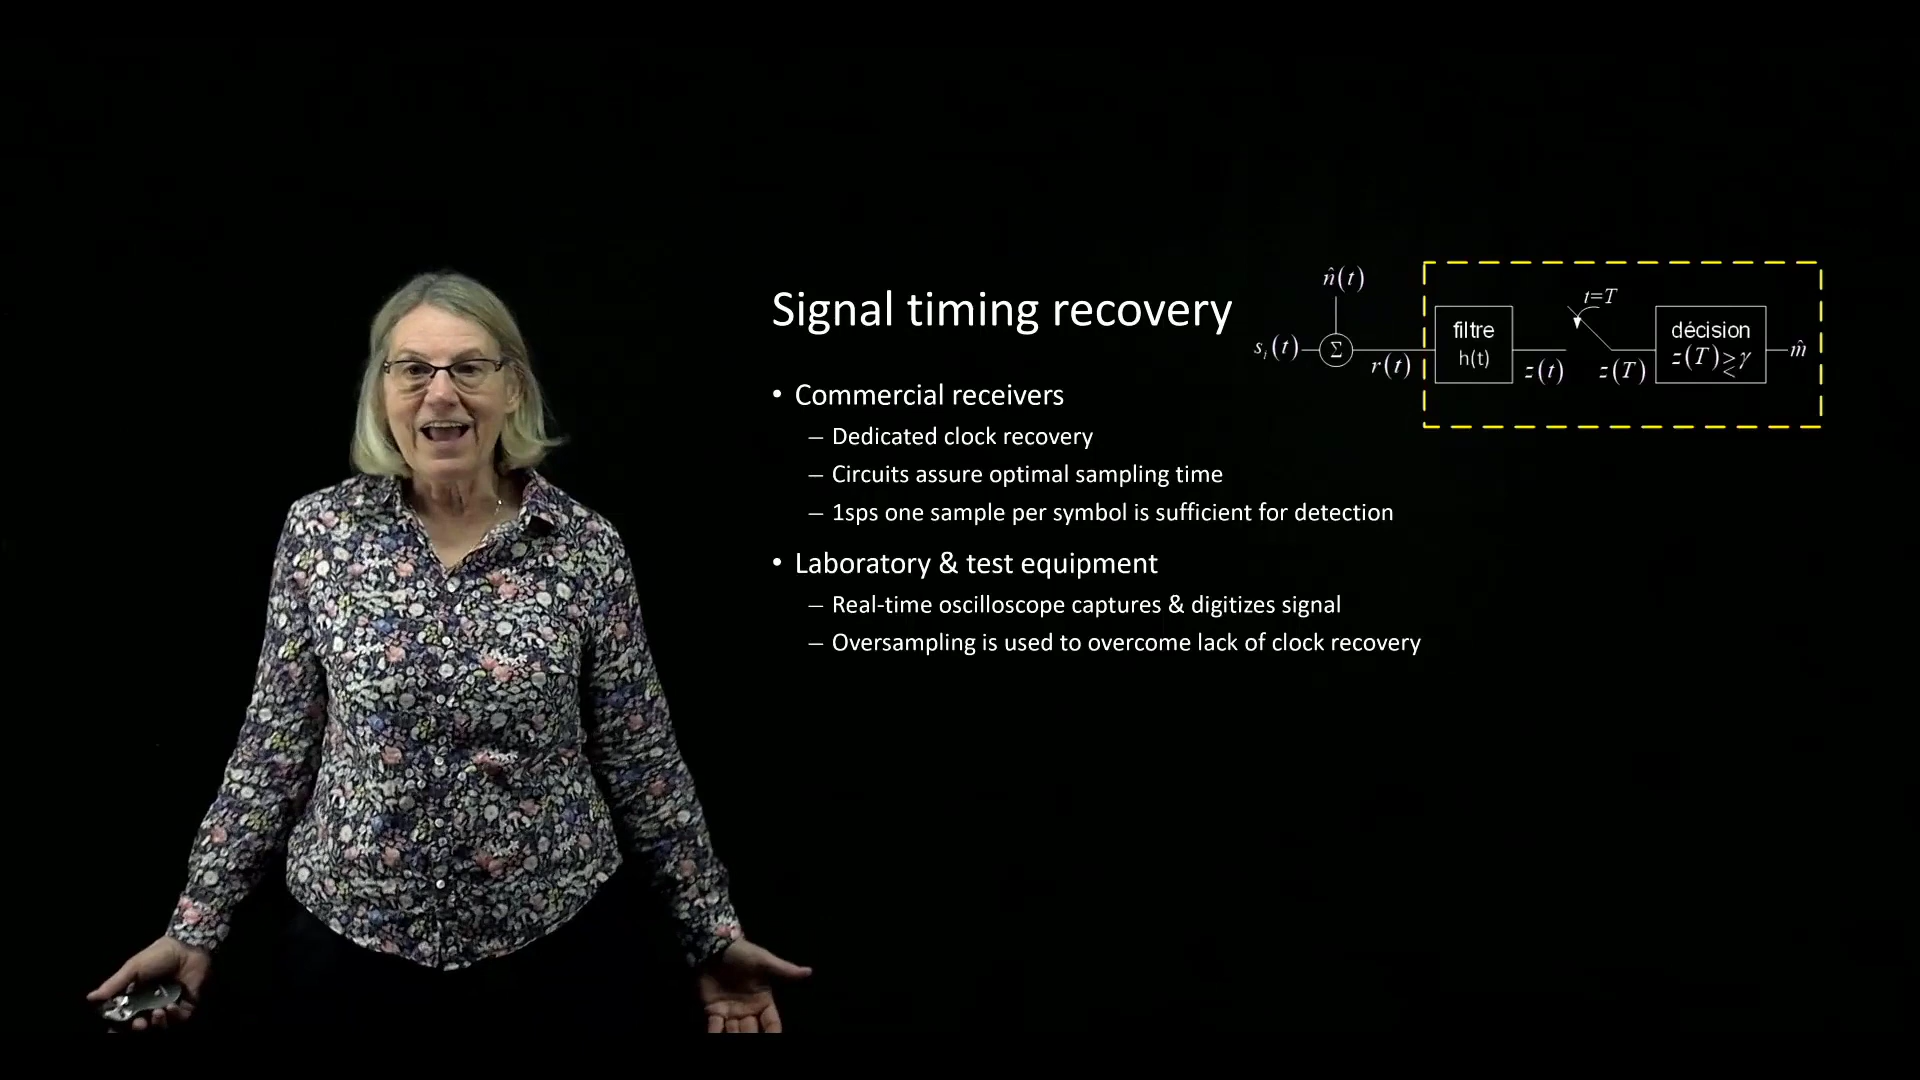 Signal timing recovery
• Commercial receivers
– Dedicated clock recovery
– Circuits assure optimal sampling time
– 1sps one sample per symbol is sufficient for detection
• Laboratory & test equipment
– Real-time oscilloscope captures & digitizes signal
– Oversampling is used to overcome lack of clock recovery
n̂(t)
sᵢ(t)
Σ
r(t)
filtre
h(t)
z(t)
t=T
z(T)
décision
z(T)≷γ
m̂